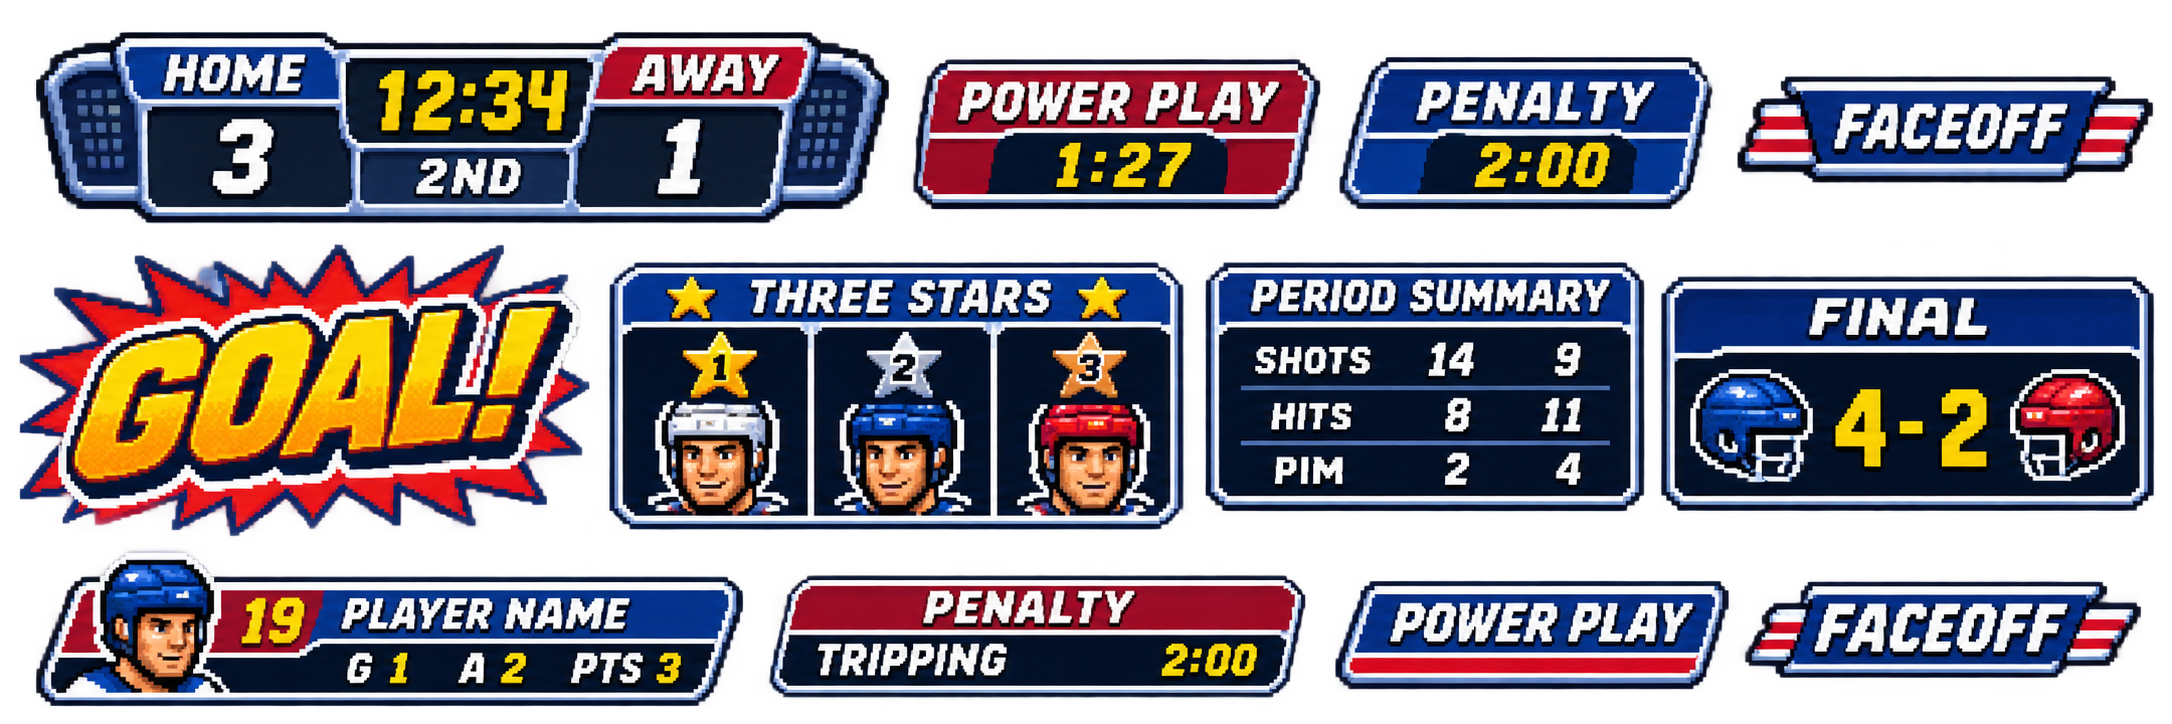 HOME
12:34
AWAY
3
2ND
1
POWER PLAY
1:27
PENALTY
2:00
FACEOFF
GOAL!
THREE STARS
1
2
3
PERIOD SUMMARY
SHOTS 14 9
HITS 8 11
PIM 2 4
FINAL
4-2
19 PLAYER NAME
G 1 A 2 PTS 3
PENALTY
TRIPPING 2:00
POWER PLAY
FACEOFF